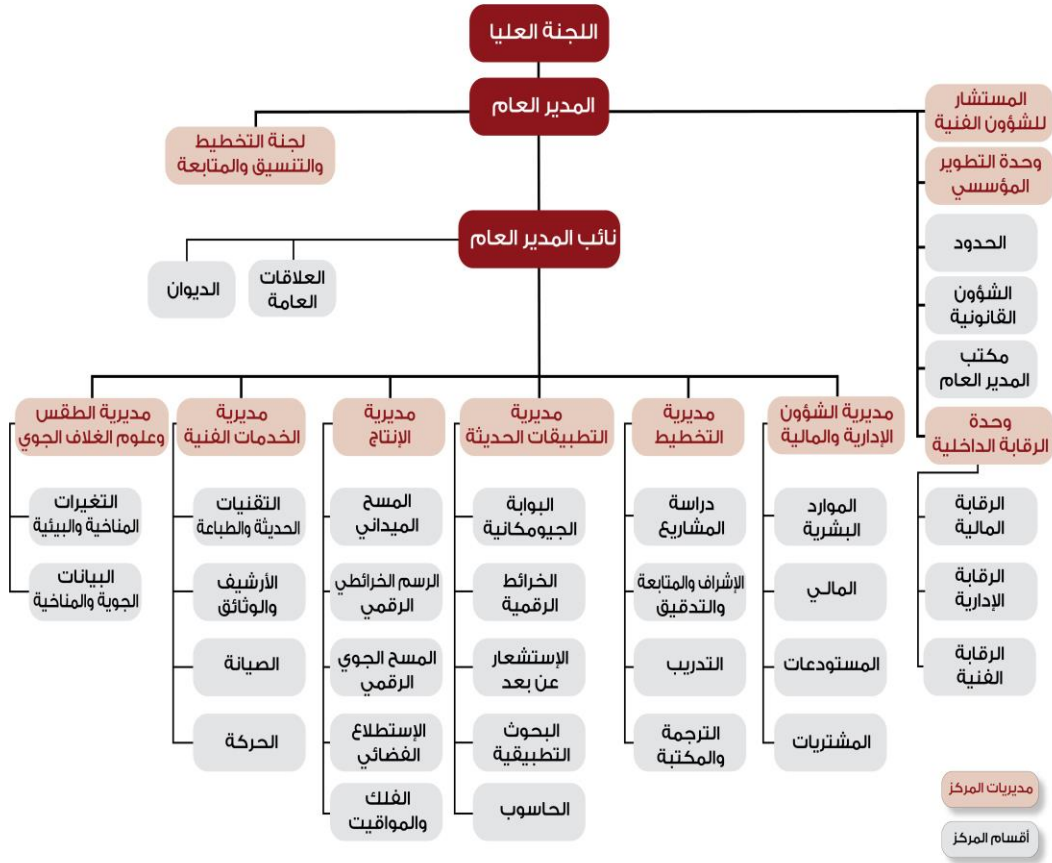 اللجنة العليا
المدير العام
المستشار
للشؤون الفنية
لجنة التخطيط
والتنسيق والمتابعة
وحدة التطوير
المؤسسي
نائب المدير العام
الحدود
العلاقات
العامة
الديوان
الشؤون
القانونية
مكتب
المدير العام
وحدة
الرقابة الداخلية
الرقابة
المالية
الرقابة
الإدارية
الرقابة
الفنية
مديرية الشؤون
الإدارية والمالية
الموارد
البشرية
المالي
المستودعات
المشتريات
مديرية
التخطيط
دراسة
المشاريع
الإشراف والمتابعة
والتدقيق
التدريب
الترجمة
والمكتبة
مديرية
التطبيقات الحديثة
البوابة
الجيومكانية
الخرائط
الرقمية
الإستشعار
عن بعد
البحوث
التطبيقية
الحاسوب
مديرية
الإنتاج
المسح
الميداني
الرسم الخرائطي
الرقمي
المسح الجوي
الرقمي
الإستطلاع
الفضائي
الفلك
والمواقيت
مديرية
الخدمات الفنية
التقنيات
الحديثة والطباعة
الأرشيف
والوثائق
الصيانة
الحركة
مديرية الطقس
وعلوم الغلاف الجوي
التغيرات
المناخية والبيئية
البيانات
الجوية والمناخية
مديريات المركز
أقسام المركز